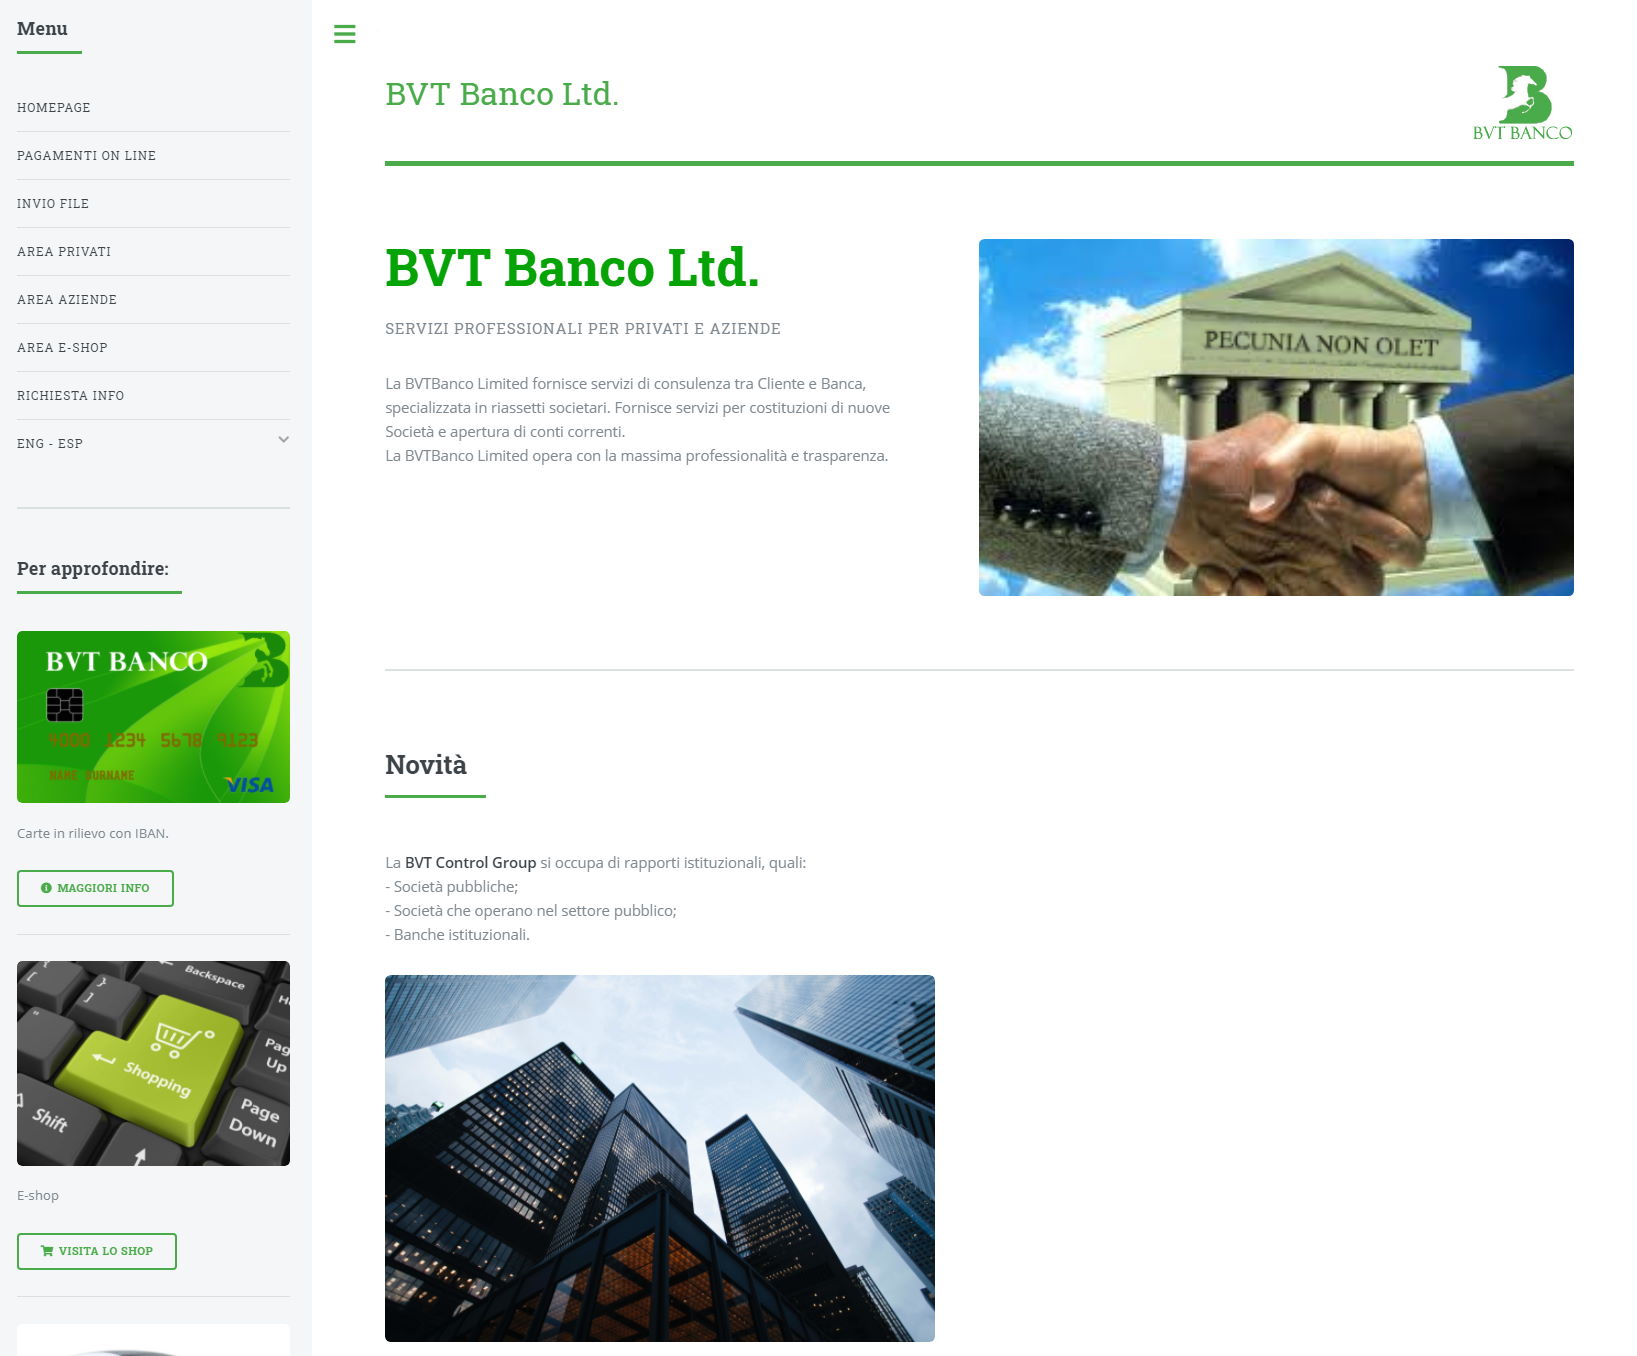 Menu
HOMEPAGE
PAGAMENTI ON LINE
INVIO FILE
AREA PRIVATI
AREA AZIENDE
AREA E-SHOP
RICHIESTA INFO
ENG - ESP
Per approfondire:
BVT BANCO
4000 1234 5678 9123
NAME SURNAME
VISA
Carte in rilievo con IBAN.
MAGGIORI INFO
Backspace
{
[
}
]
"
Shopping
Shift
Page
Down
Pag
Up
E-shop
VISITA LO SHOP
BVT Banco Ltd.
BVT BANCO
BVT Banco Ltd.
SERVIZI PROFESSIONALI PER PRIVATI E AZIENDE
La BVTBanco Limited fornisce servizi di consulenza tra Cliente e Banca,
specializzata in riassetti societari. Fornisce servizi per costituzioni di nuove
Società e apertura di conti correnti.
La BVTBanco Limited opera con la massima professionalità e trasparenza.
PECUNIA NON OLET
Novità
La BVT Control Group si occupa di rapporti istituzionali, quali:
- Società pubbliche;
- Società che operano nel settore pubblico;
- Banche istituzionali.